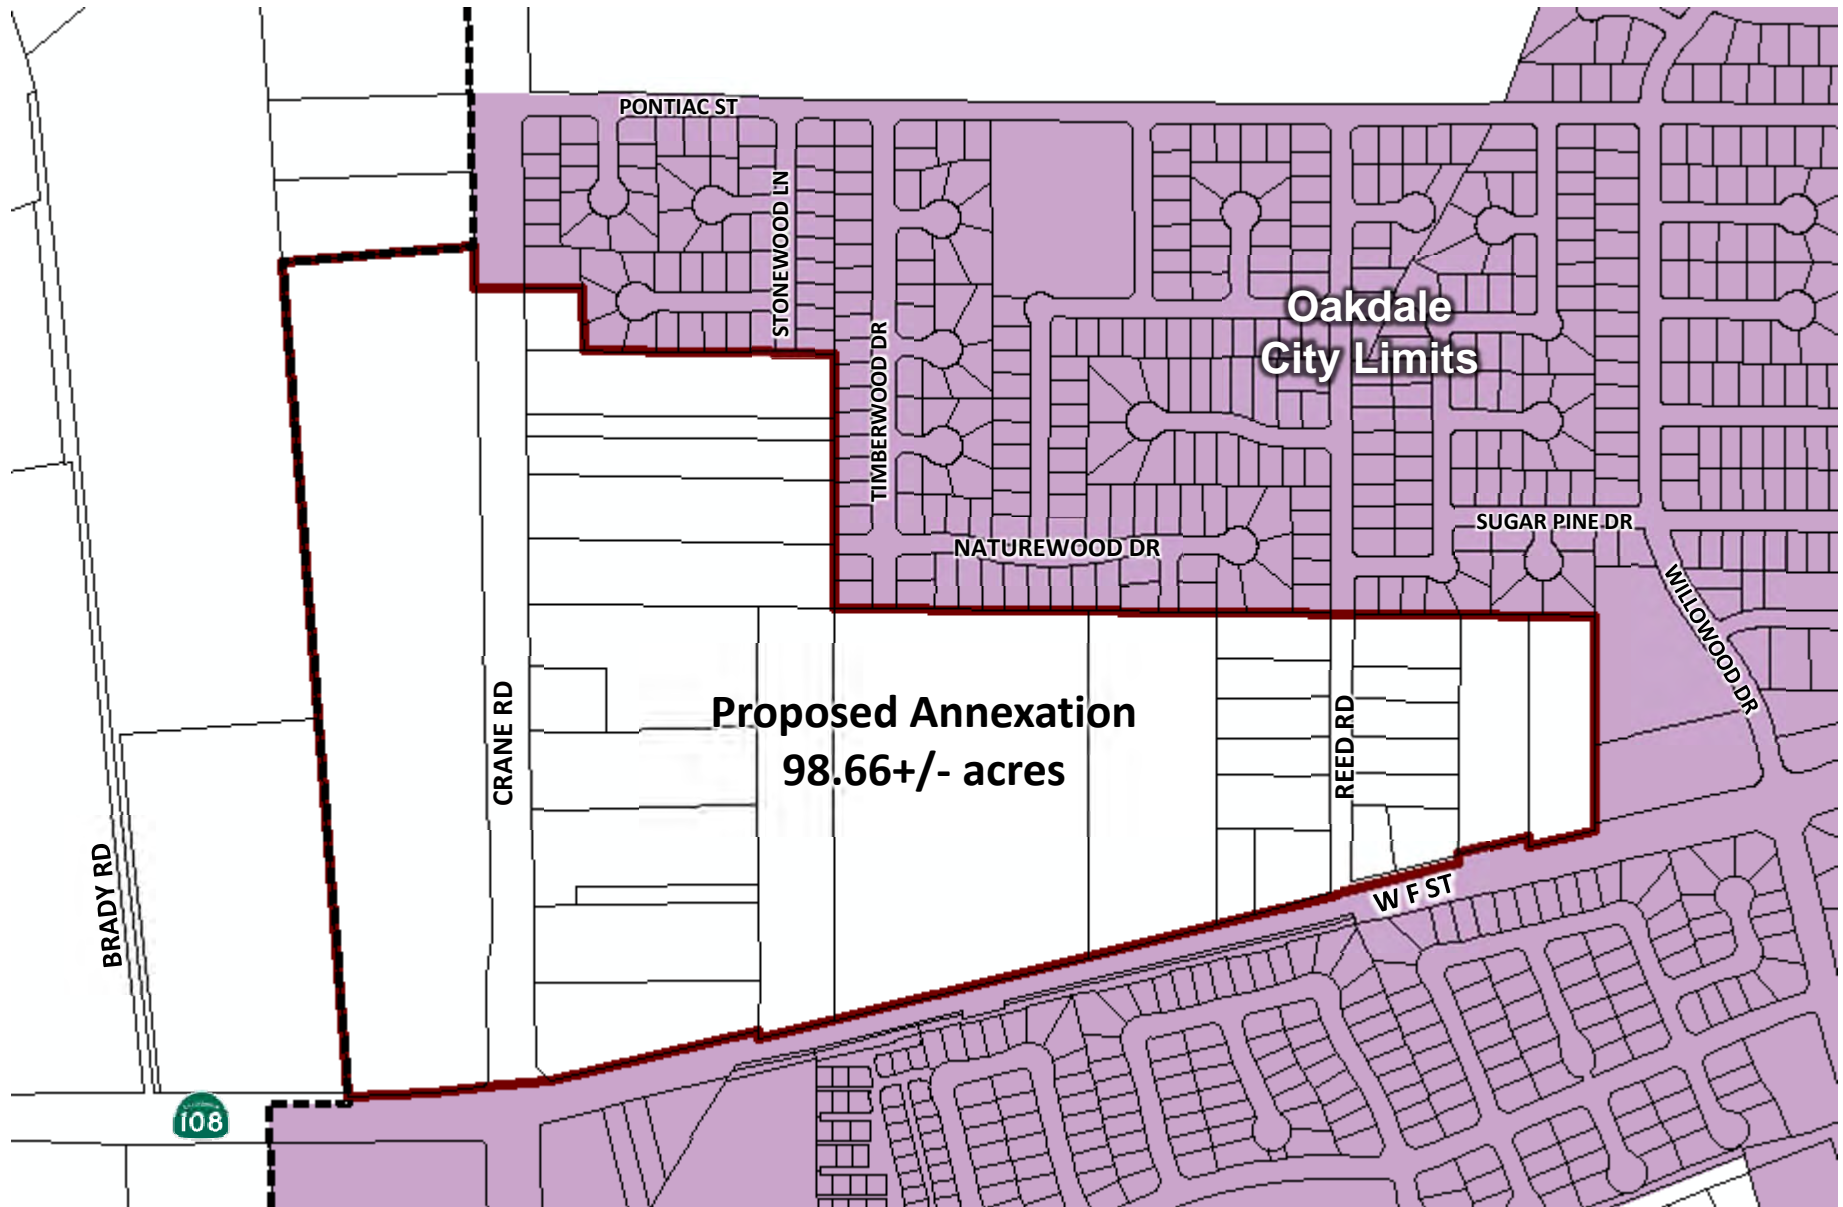 PONTIAC ST
STONEWOOD LN
TIMBERWOOD DR
Oakdale
City Limits
NATUREWOOD DR
SUGAR PINE DR
WILLOWOOD DR
CRANE RD
Proposed Annexation
98.66+/- acres
REED RD
BRADY RD
W F ST
108